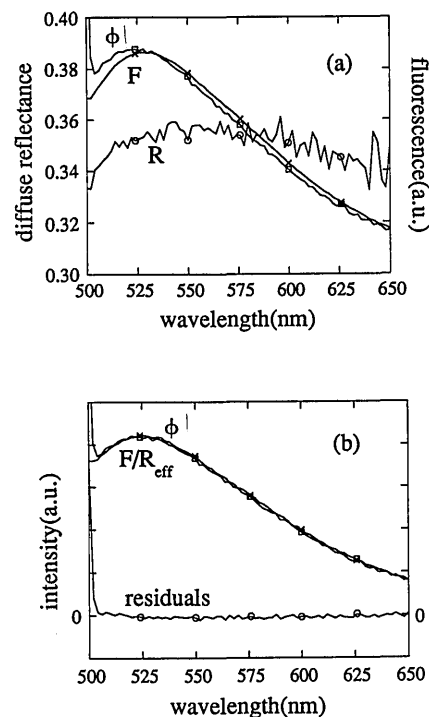 0.40
0.38
0.36
0.34
0.32
0.30
diffuse reflectance
fluorescence(a.u.)
ϕ|
F
R
(a)
500 525 550 575 600 625 650
wavelength(nm)
ϕ|
F/R_eff
(b)
residuals
intensity(a.u.)
0 0
500 525 550 575 600 625 650
wavelength(nm)